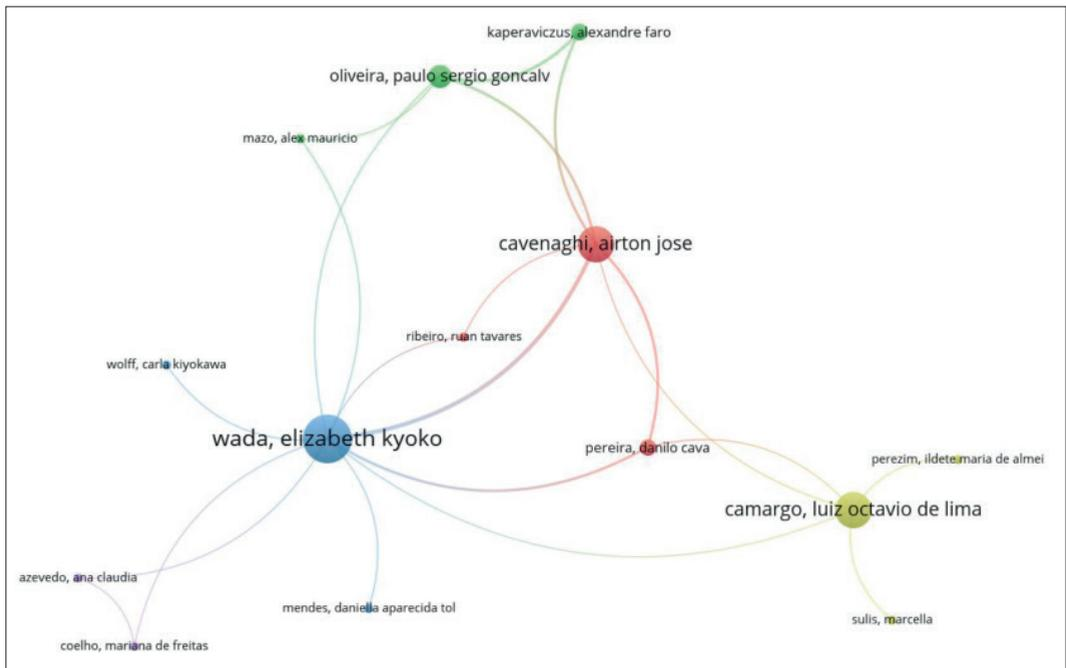 kaperaviczus, alexandre faro
oliveira, paulo sergio goncalv
mazo, alex mauricio
cavenaghi, airton jose
ribeiro, ruan tavares
wolff, carla kiyokawa
wada, elizabeth kyoko
pereira, danilo cava
perezim, ildete maria de almei
camargo, luiz octavio de lima
azevedo, ana claudia
mendes, daniella aparecida tol
sulis, marcella
coelho, mariana de freitas